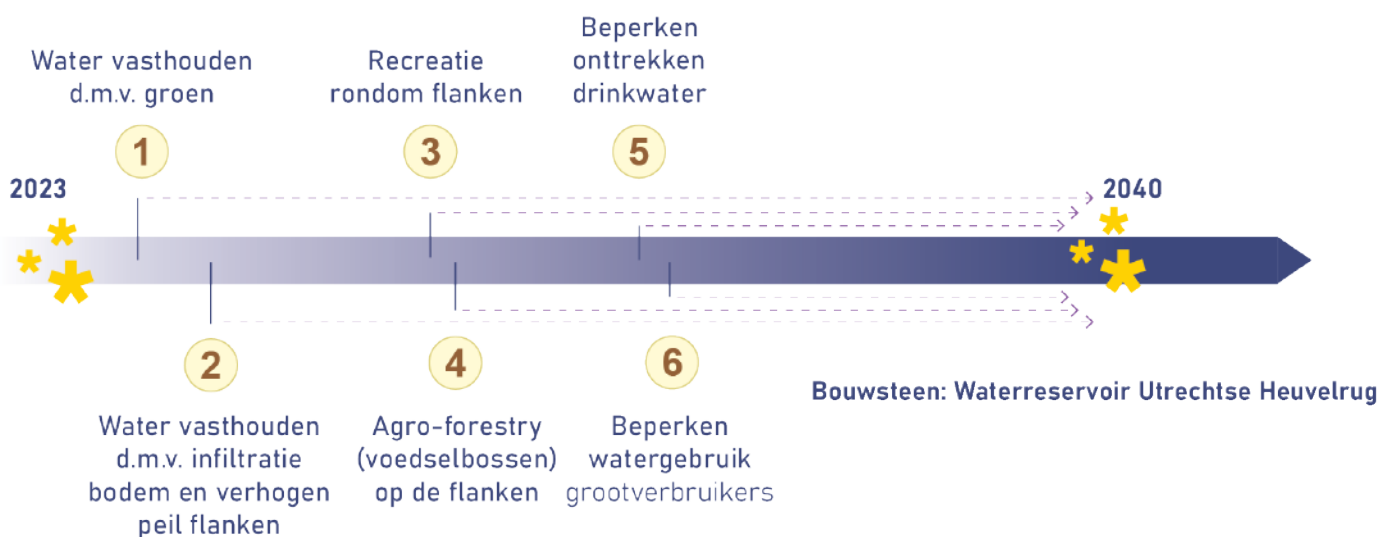 Water vasthouden
d.m.v. groen
1
Recreatie
rondom flanken
3
Beperken
onttrekken
drinkwater
5
2023
2040
2
Water vasthouden
d.m.v. infiltratie
bodem en verhogen
peil flanken
4
Agro-forestry
(voedselbossen)
op de flanken
6
Beperken
watergebruik
grootverbruikers
Bouwsteen: Waterreservoir Utrechtse Heuvelrug